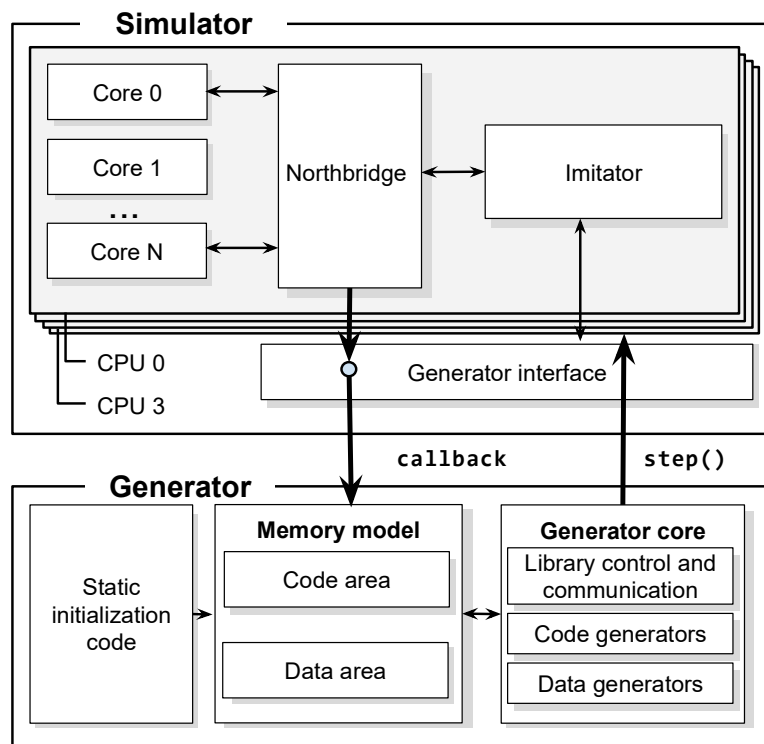 Simulator
Core 0
Core 1
...
Core N
Northbridge
Imitator
CPU 0
CPU 3
Generator interface
callback
step()
Generator
Static
initialization
code
Memory model
Code area
Data area
Generator core
Library control and
communication
Code generators
Data generators